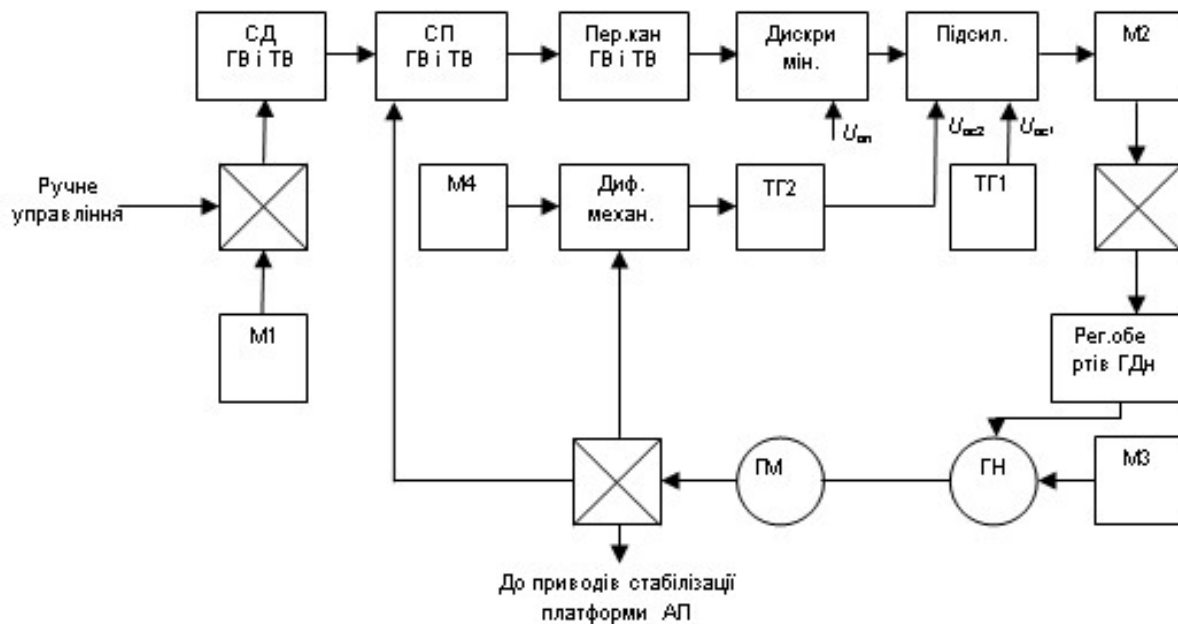 СД
ГВ і ТВ
СП
ГВ і ТВ
Пер.кан
ГВ і ТВ
Дискри
мін.
Підсил.
М2
Uоп
Uос2
Uос1
Ручне
управління
М4
Диф.
механ.
ТГ2
ТГ1
М1
Рег.обе
ртів ГДн
ГМ
ГН
М3
До приводів стабілізації
платформи АП